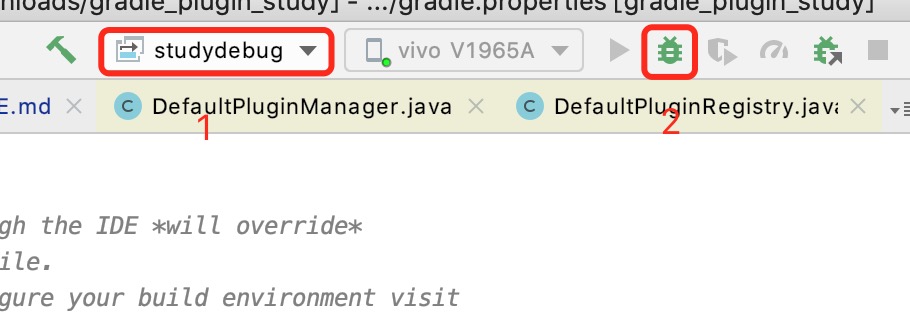 nloads/gradle_plugin_study] - .../gradle.properties [gradle_plugin_study]
studydebug vivo V1965A
E.md DefaultPluginManager.java DefaultPluginRegistry.java
1 2
gh the IDE *will override*
ile.
gure your build environment visit